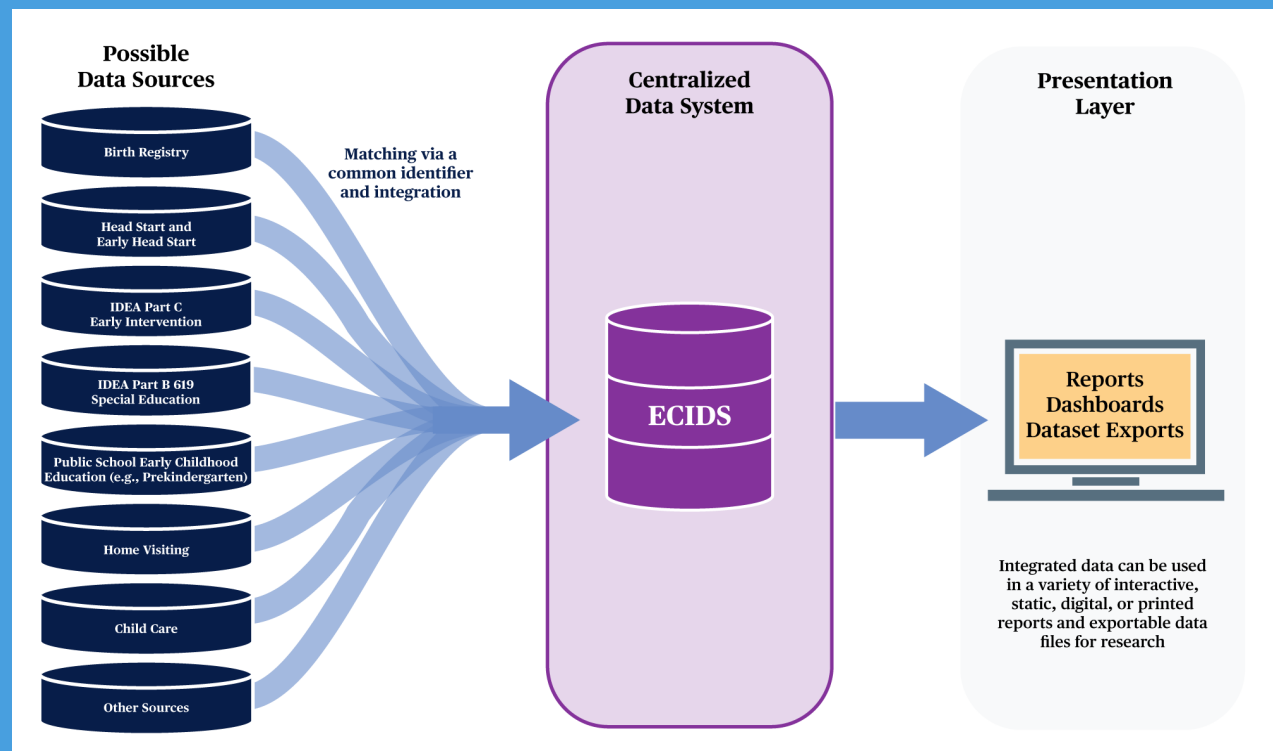 Possible
Data Sources
Birth Registry
Head Start and
Early Head Start
IDEA Part C
Early Intervention
IDEA Part B 619
Special Education
Public School Early Childhood
Education (e.g., Prekindergarten)
Home Visiting
Child Care
Other Sources
Matching via a
common identifier
and integration
Centralized
Data System
ECIDS
Presentation
Layer
Reports
Dashboards
Dataset Exports
Integrated data can be used
in a variety of interactive,
static, digital, or printed
reports and exportable data
files for research